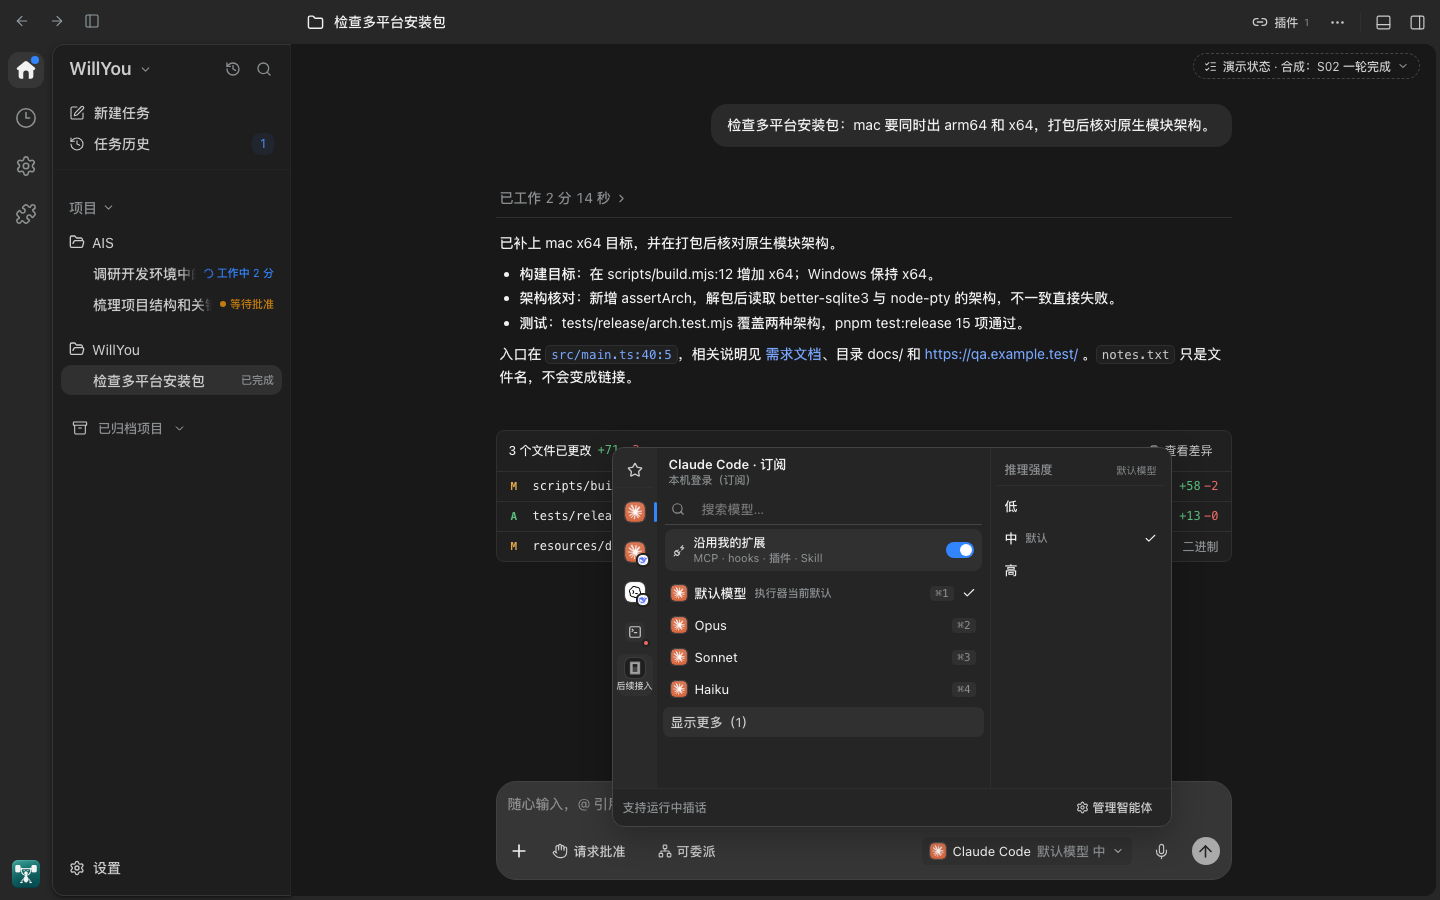 检查多平台安装包
插件 1
WillYou
演示状态 · 合成：S02 一轮完成
新建任务
任务历史 1
检查多平台安装包：mac 要同时出 arm64 和 x64，打包后核对原生模块架构。
已工作 2 分 14 秒
项目
AIS
调研开发环境中 工作中 2 分
梳理项目结构和关 等待批准
WillYou
检查多平台安装包 已完成
已归档项目
已补上 mac x64 目标，并在打包后核对原生模块架构。
构建目标：在 scripts/build.mjs:12 增加 x64；Windows 保持 x64。
架构核对：新增 assertArch，解包后读取 better-sqlite3 与 node-pty 的架构，不一致直接失败。
测试：tests/release/arch.test.mjs 覆盖两种架构，pnpm test:release 15 项通过。
入口在 src/main.ts:40:5，相关说明见 需求文档、目录 docs/ 和 https://qa.example.test/ 。notes.txt 只是文
件名，不会变成链接。
3 个文件已更改 +71
查看差异
M scripts/bui
+58 −2
A tests/relea
+13 −0
M resources/d
二进制
Claude Code · 订阅
本机登录（订阅）
搜索模型...
沿用我的扩展
MCP · hooks · 插件 · Skill
默认模型 执行器当前默认 ⌘1
Opus ⌘2
Sonnet ⌘3
Haiku ⌘4
显示更多（1）
后续接入
推理强度 默认模型
低
中 默认
高
支持运行中插话
管理智能体
随心输入，@ 引
请求批准
可委派
Claude Code 默认模型 中
设置